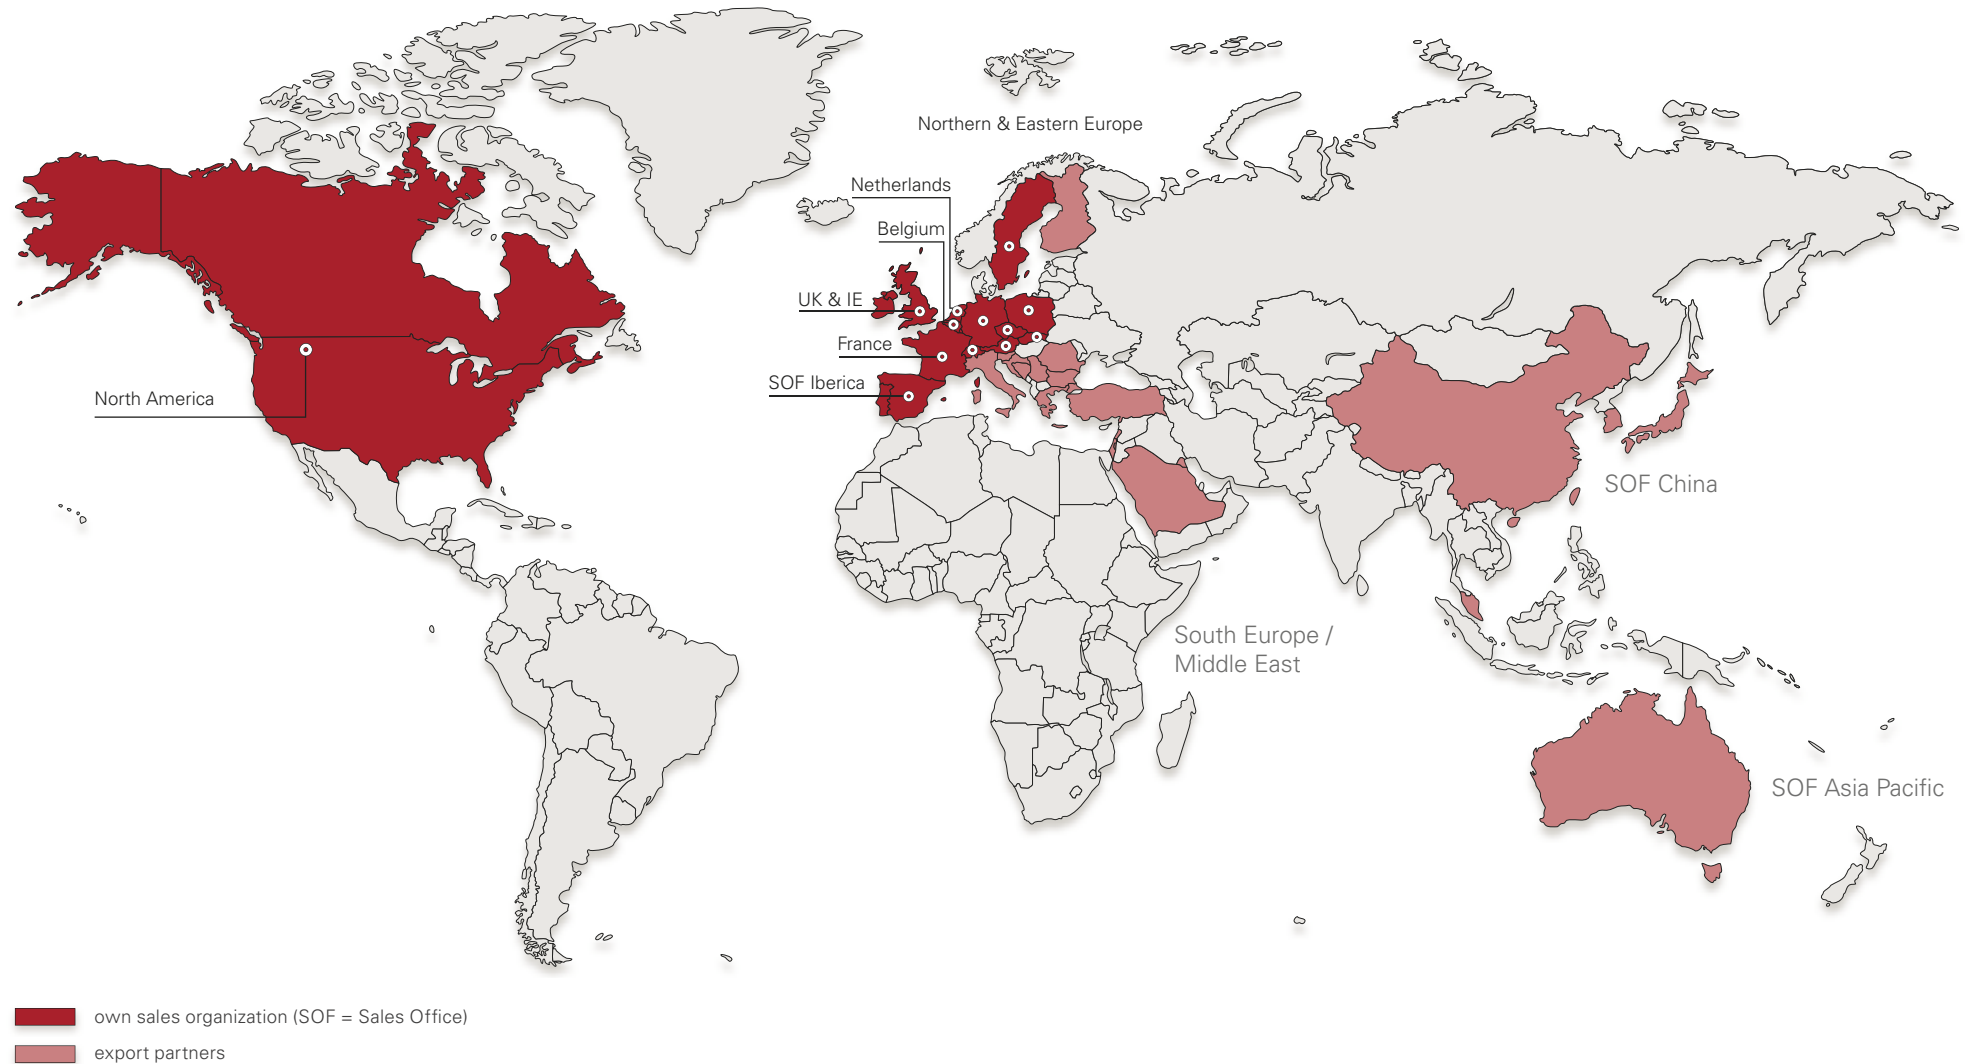 Northern & Eastern Europe
Netherlands
Belgium
UK & IE
France
SOF Iberica
North America
SOF China
South Europe /
Middle East
SOF Asia Pacific
own sales organization (SOF = Sales Office)
export partners